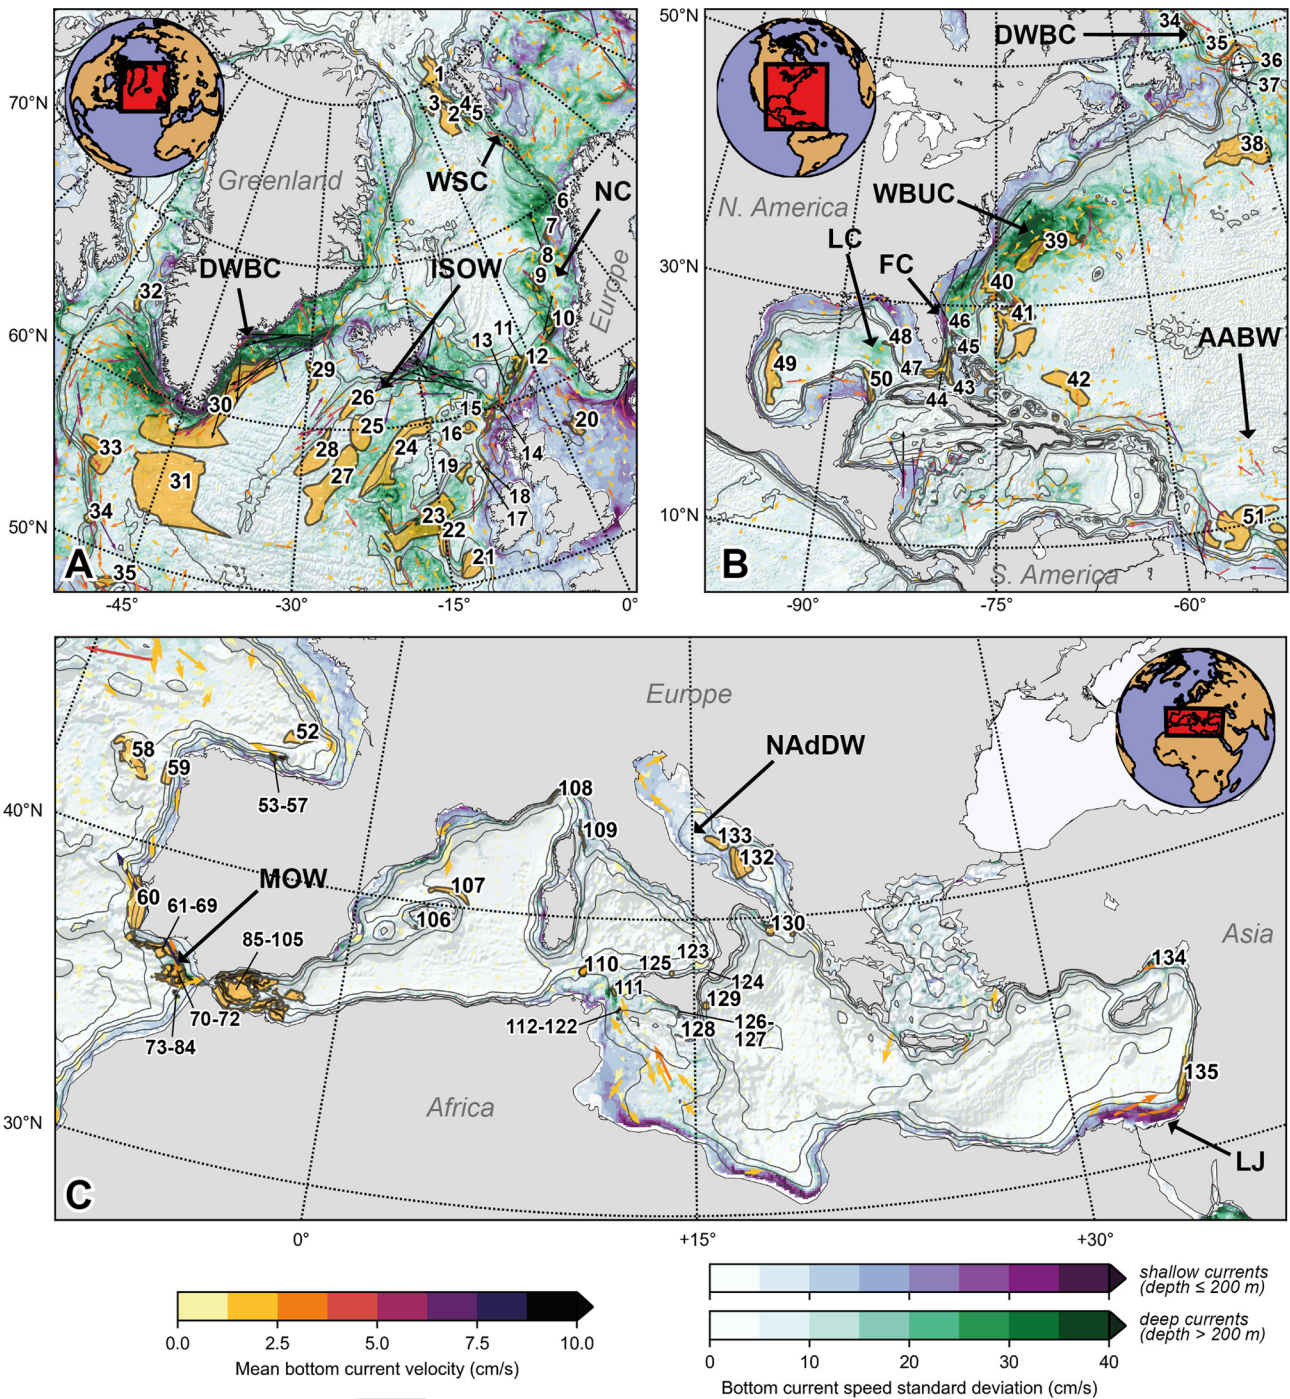 A
70°N
60°N
50°N
-45°
-30°
-15°
0°
Greenland
Europe
WSC
NC
DWBC
ISOW
1
3
4
2
5
6
7
8
9
10
11
13
12
32
29
30
26
15
20
25
16
33
28
24
14
27
19
31
18
23
17
34
22
21
35
B
50°N
30°N
10°N
-90°
-75°
-60°
N. America
S. America
DWBC
WBUC
LC
FC
AABW
34
35
36
37
38
39
40
41
46
48
45
49
47
50
43
42
44
51
C
40°N
30°N
0°
+15°
+30°
Europe
Asia
Africa
NAdDW
MOW
LJ
52
58
59
53-57
108
109
133
132
60
61-69
107
106
130
85-105
123
125
110
124
134
111
129
70-72
112-122
128
126-
127
73-84
135
0.0
2.5
5.0
7.5
10.0
Mean bottom current velocity (cm/s)
shallow currents
(depth ≤ 200 m)
deep currents
(depth > 200 m)
0
10
20
30
40
Bottom current speed standard deviation (cm/s)